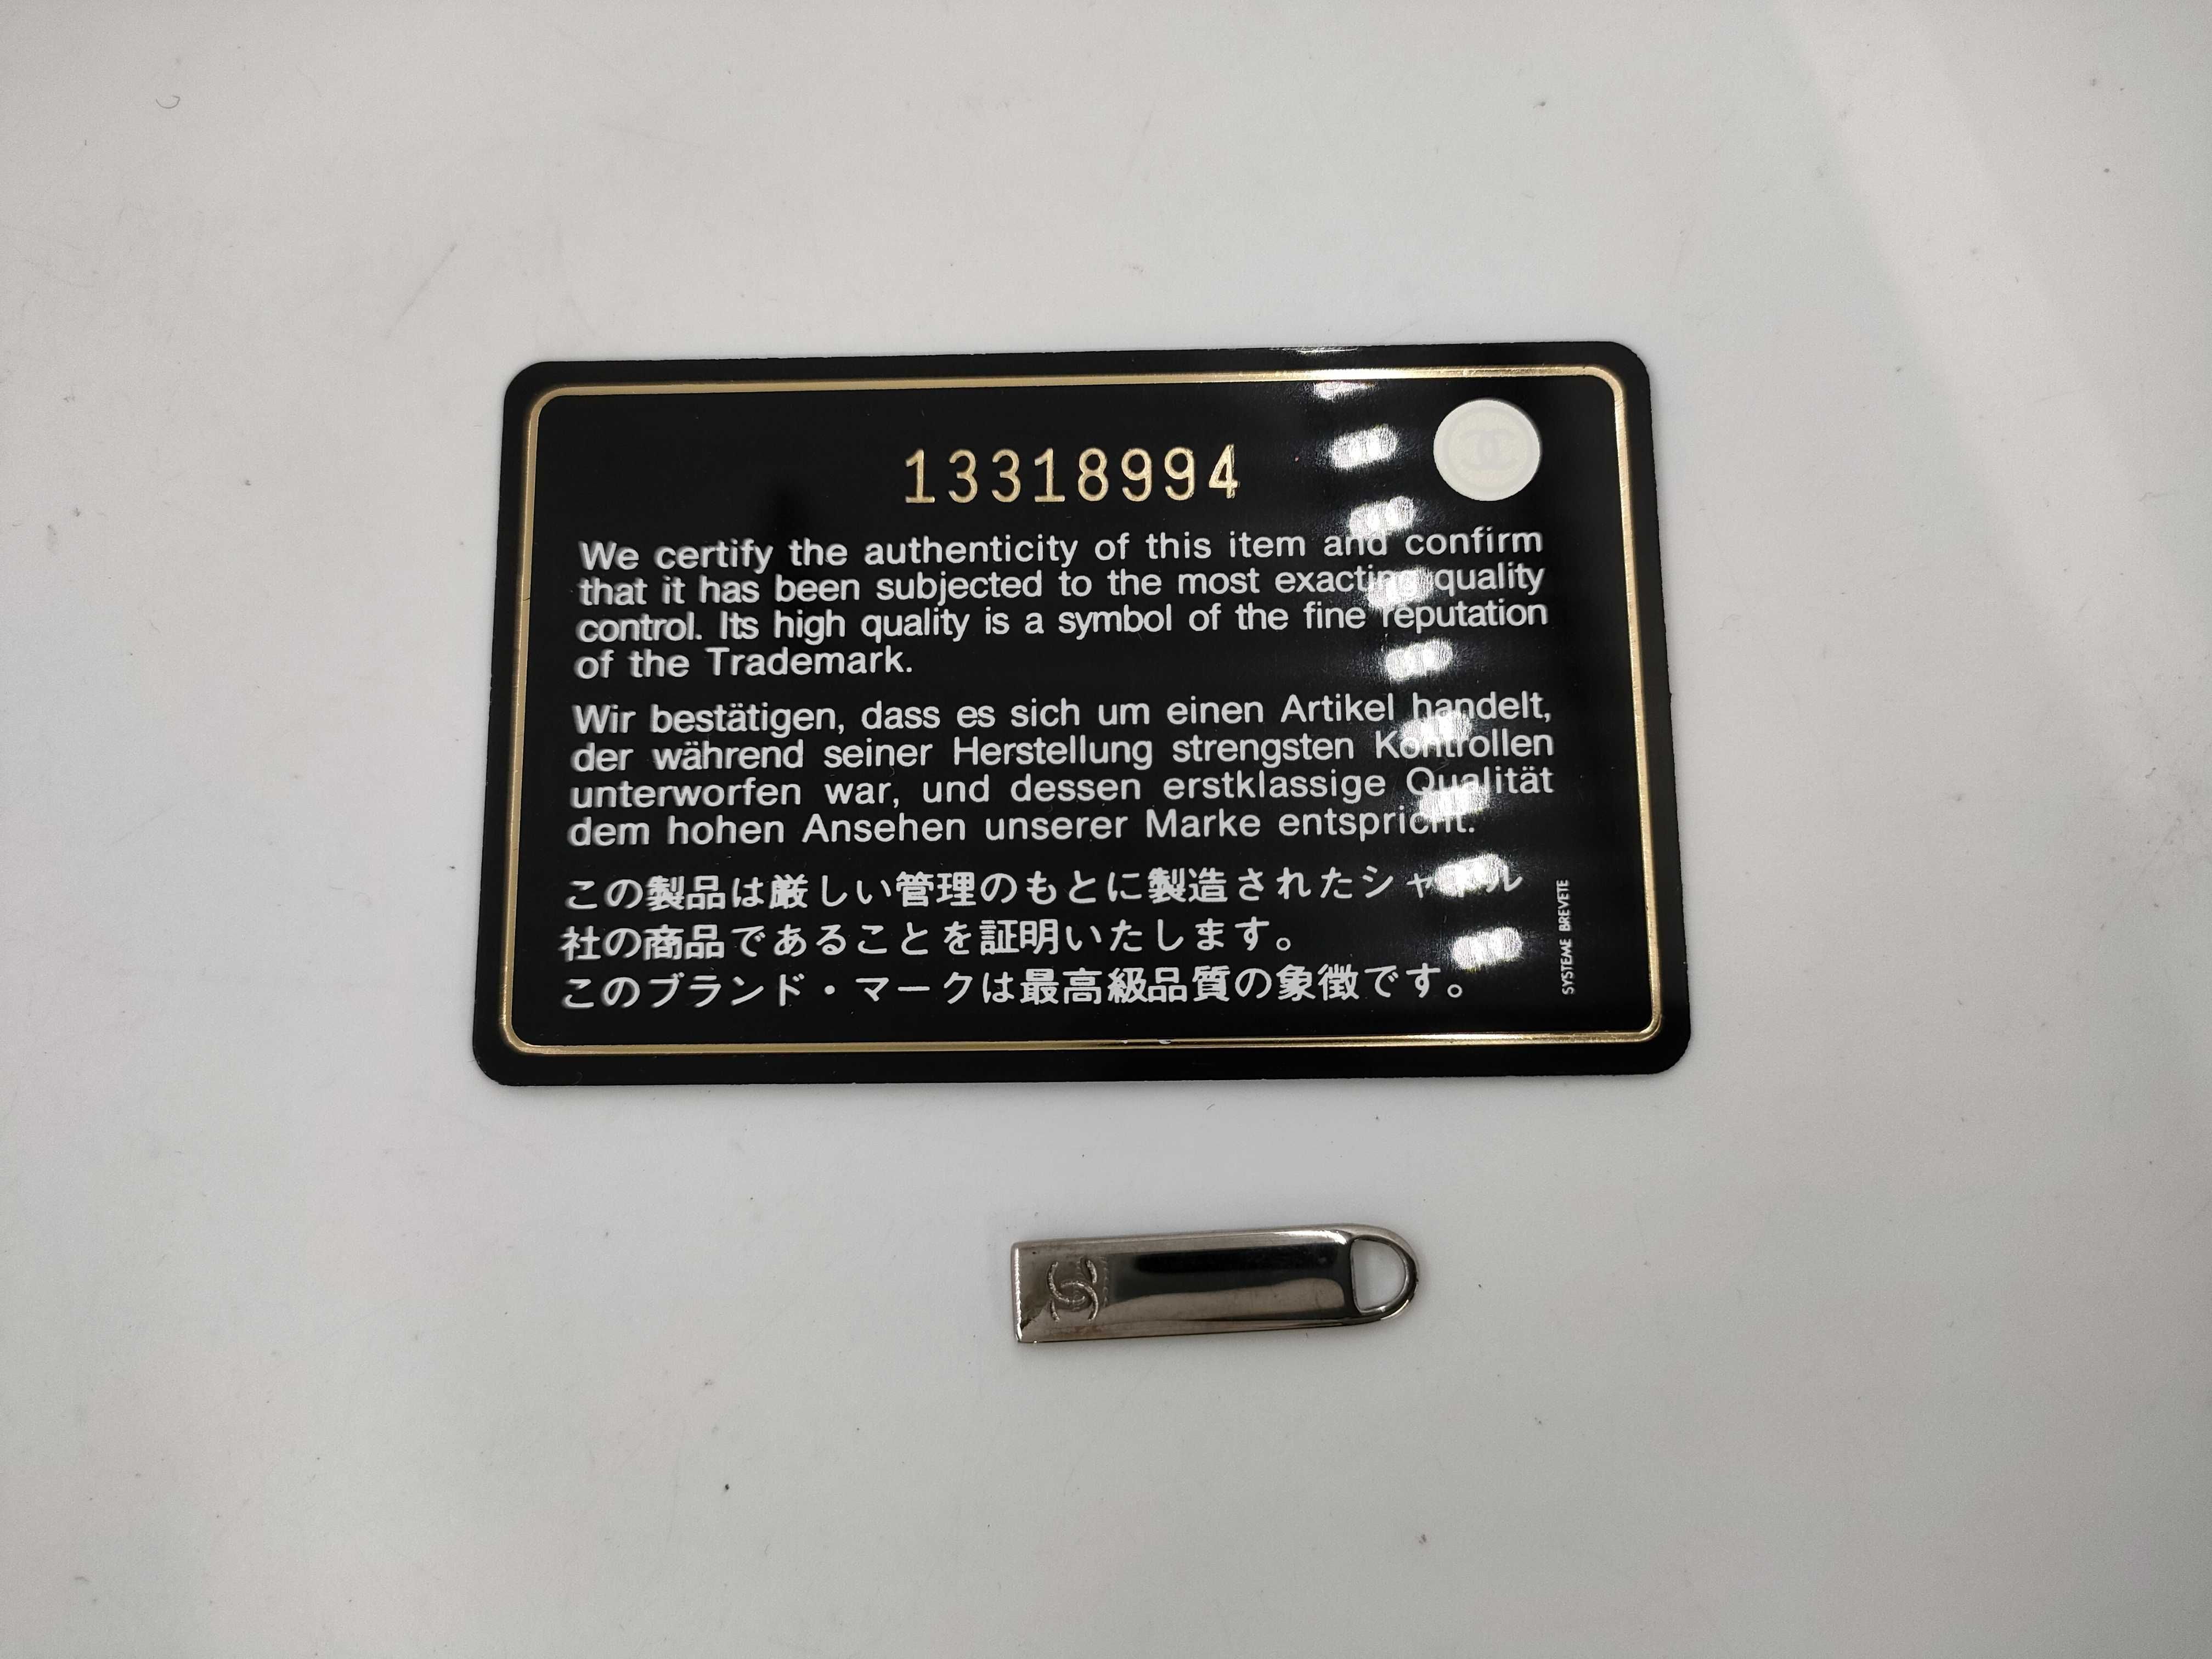 13318994
We certify the authenticity of this item and confirm
that it has been subjected to the most exacting quality
control. Its high quality is a symbol of the fine reputation
of the Trademark.
Wir bestätigen, dass es sich um einen Artikel handelt,
der während seiner Herstellung strengsten Kontrollen
unterworfen war, und dessen erstklassige Qualität
dem hohen Ansehen unserer Marke entspricht.
この製品は厳しい管理のもとに製造されたシャネル
社の商品であることを証明いたします。
このブランド・マークは最高級品質の象徴です。
SYSTEME BREVETE